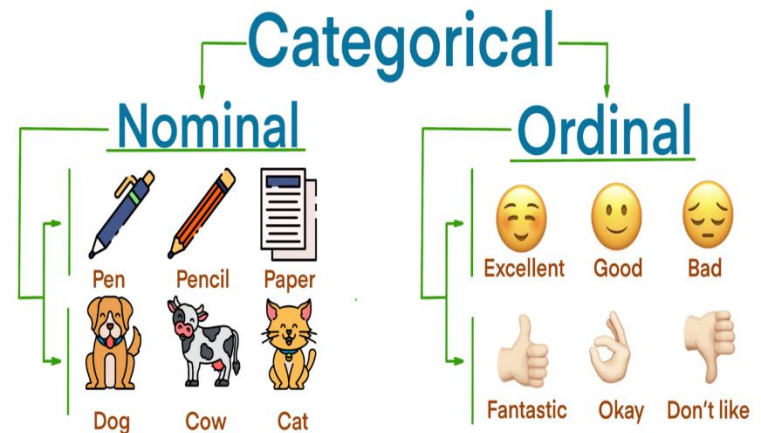 Categorical
Nominal
Ordinal
Pen Pencil Paper
Excellent Good Bad
Dog Cow Cat
Fantastic Okay Don't like